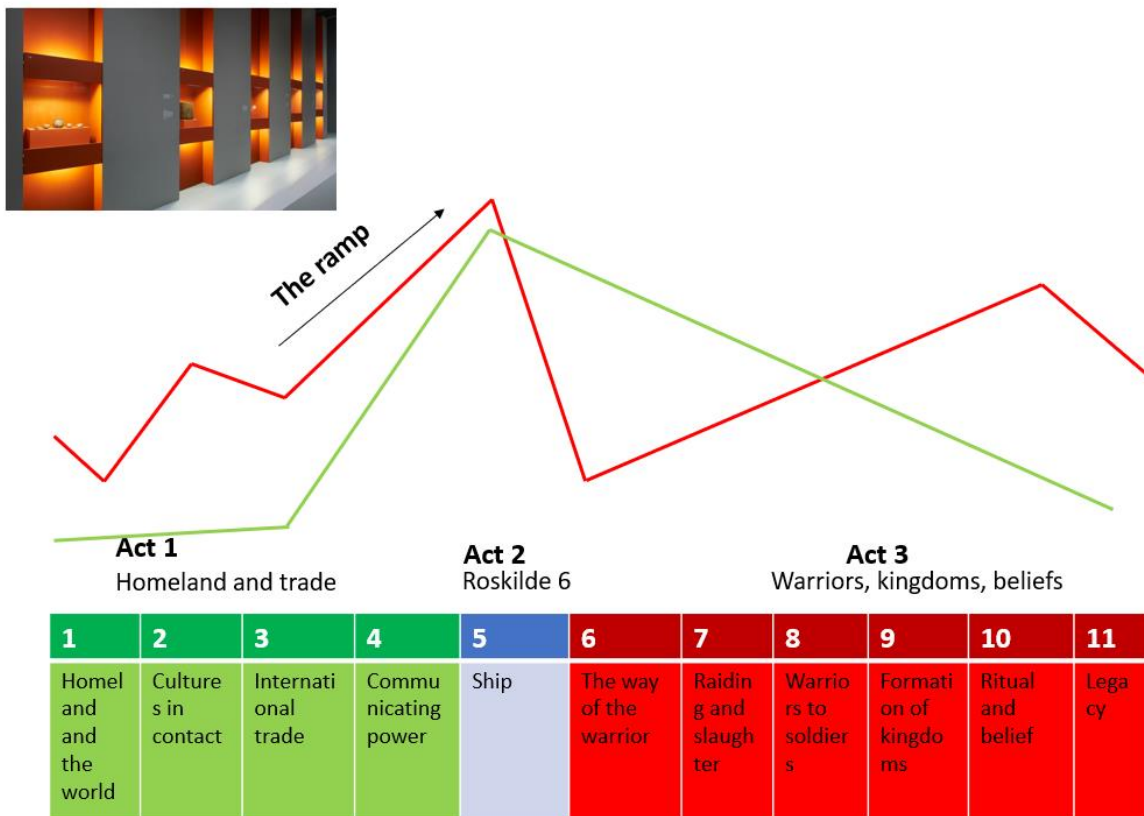 The ramp
Act 1
Homeland and trade
Act 2
Roskilde 6
Act 3
Warriors, kingdoms, beliefs
1
2
3
4
5
6
7
8
9
10
11
Homel
and
and
the
world
Culture
s in
contact
Internati
onal
trade
Commu
nicating
power
Ship
The way
of the
warrior
Raidin
g and
slaugh
ter
Warrio
rs to
soldier
s
Formati
on of
kingdo
ms
Ritual
and
belief
Lega
cy